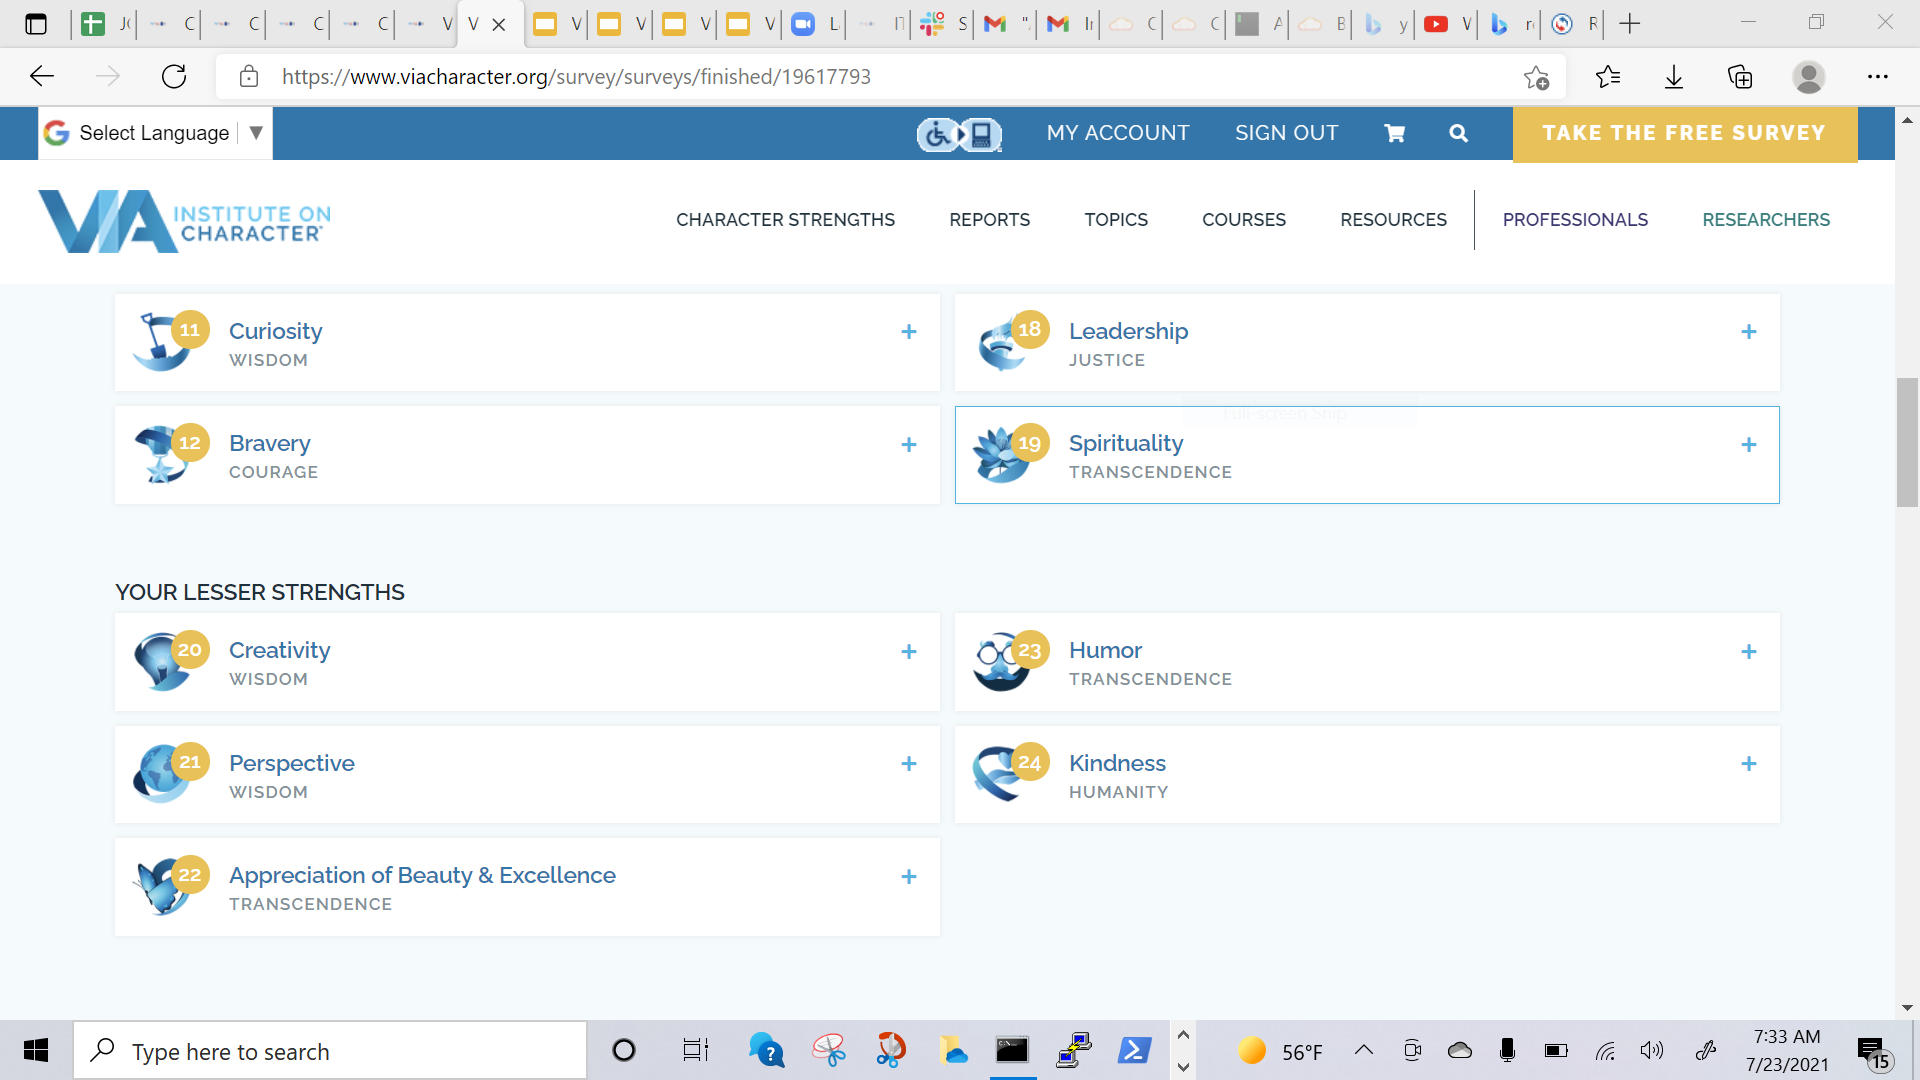 https://www.viacharacter.org/survey/surveys/finished/19617793
Select Language ▼
MY ACCOUNT
SIGN OUT
TAKE THE FREE SURVEY
VIA INSTITUTE ON CHARACTER
CHARACTER STRENGTHS
REPORTS
TOPICS
COURSES
RESOURCES
PROFESSIONALS
RESEARCHERS
11 Curiosity +
WISDOM
18 Leadership +
JUSTICE
12 Bravery +
COURAGE
19 Spirituality +
TRANSCENDENCE
YOUR LESSER STRENGTHS
20 Creativity +
WISDOM
23 Humor +
TRANSCENDENCE
21 Perspective +
WISDOM
24 Kindness +
HUMANITY
22 Appreciation of Beauty & Excellence +
TRANSCENDENCE
Type here to search
56°F
7:33 AM
7/23/2021
15